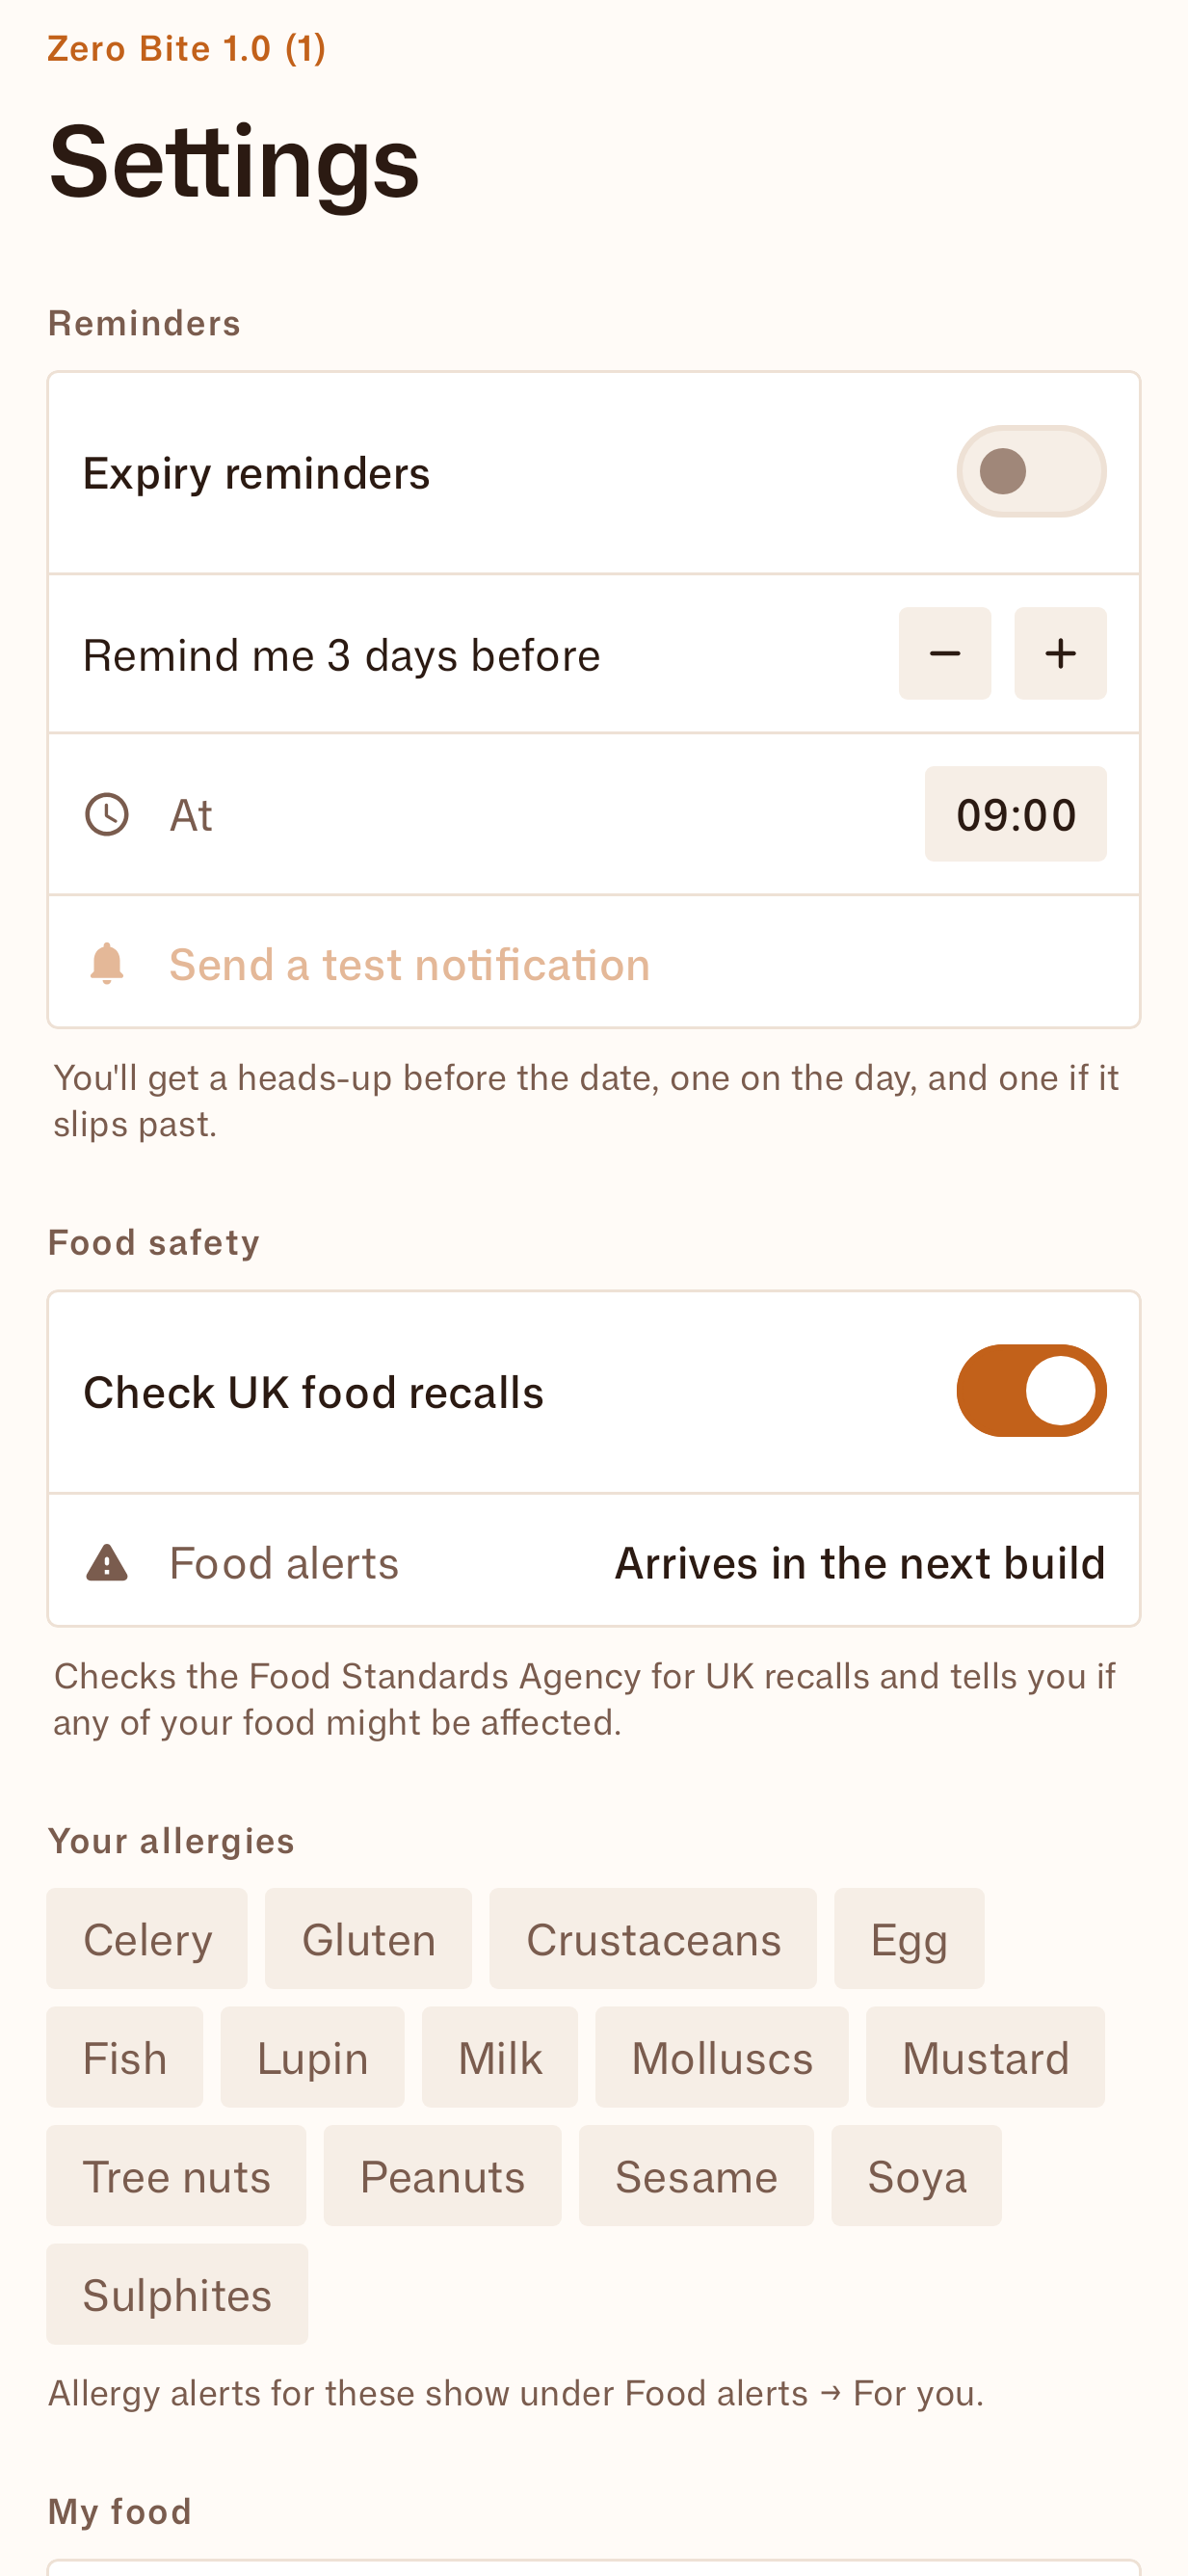 Zero Bite 1.0 (1)
Settings
Reminders
Expiry reminders
Remind me 3 days before
− +
At 09:00
Send a test notification
You'll get a heads-up before the date, one on the day, and one if it
slips past.
Food safety
Check UK food recalls
Food alerts Arrives in the next build
Checks the Food Standards Agency for UK recalls and tells you if
any of your food might be affected.
Your allergies
Celery Gluten Crustaceans Egg
Fish Lupin Milk Molluscs Mustard
Tree nuts Peanuts Sesame Soya
Sulphites
Allergy alerts for these show under Food alerts → For you.
My food